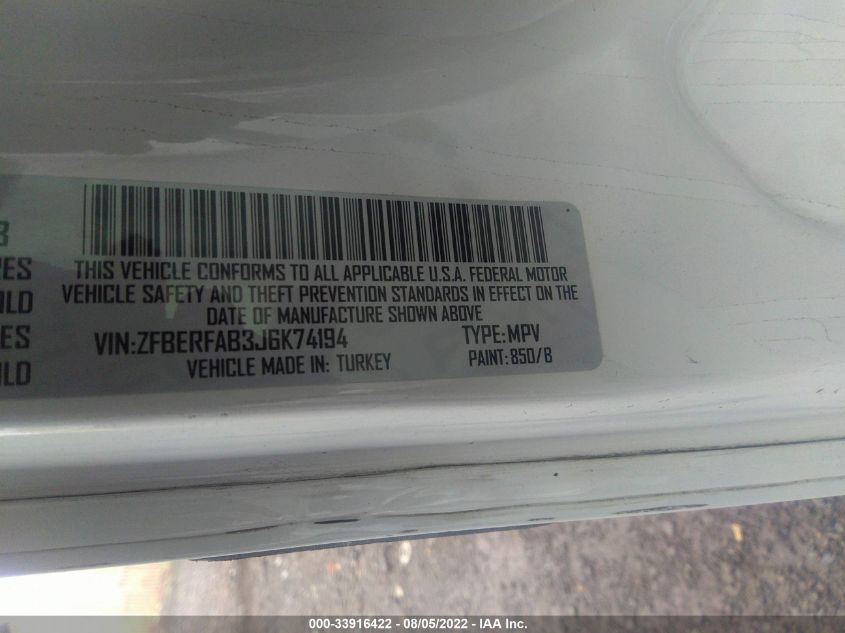 THIS VEHICLE CONFORMS TO ALL APPLICABLE U.S.A. FEDERAL MOTOR
VEHICLE SAFETY AND THEFT PREVENTION STANDARDS IN EFFECT ON THE
DATE OF MANUFACTURE SHOWN ABOVE
VIN:ZFBERFAB3J6K74194 TYPE:MPV
VEHICLE MADE IN: TURKEY PAINT: 850/B
000-33916422 - 08/05/2022 - IAA Inc.